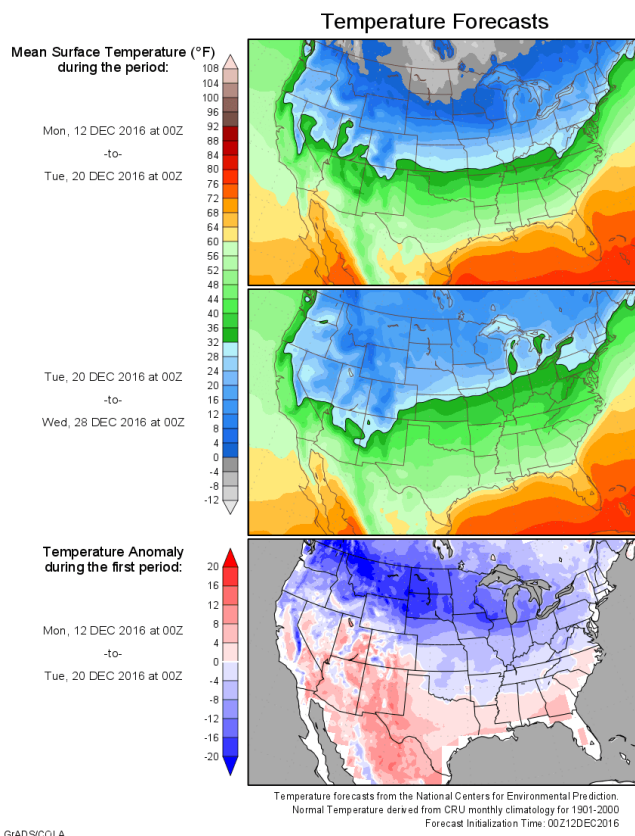 Temperature Forecasts
Mean Surface Temperature (°F)
during the period:
Mon, 12 DEC 2016 at 00Z
-to-
Tue, 20 DEC 2016 at 00Z
108
104
100
96
92
88
84
80
76
72
68
64
60
56
52
48
44
40
36
32
28
24
20
16
12
8
4
0
-4
-8
-12
Tue, 20 DEC 2016 at 00Z
-to-
Wed, 28 DEC 2016 at 00Z
Temperature Anomaly
during the first period:
Mon, 12 DEC 2016 at 00Z
-to-
Tue, 20 DEC 2016 at 00Z
20
16
12
8
4
0
-4
-8
-12
-16
-20
Temperature forecasts from the National Centers for Environmental Prediction.
Normal Temperature derived from CRU monthly climatology for 1901-2000
Forecast Initialization Time: 00Z12DEC2016
GrADS/COLA